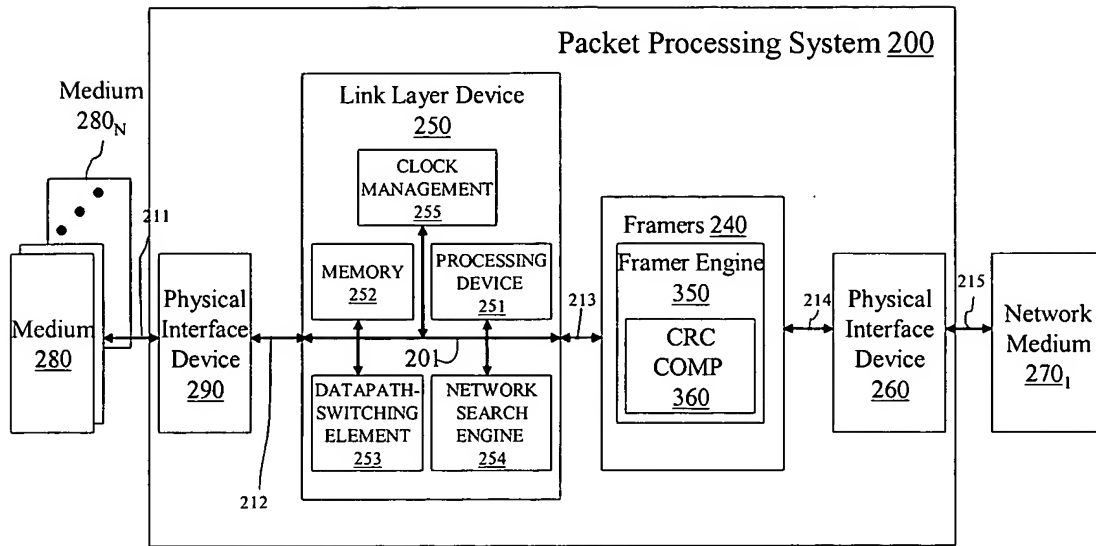 Packet Processing System 200
Medium
280N
211
Medium
280
Physical
Interface
Device
290
212
Link Layer Device
250
CLOCK
MANAGEMENT
255
MEMORY
252
PROCESSING
DEVICE
251
201
DATAPATH-
SWITCHING
ELEMENT
253
NETWORK
SEARCH
ENGINE
254
213
Framers 240
Framer Engine
350
CRC
COMP
360
214
Physical
Interface
Device
260
215
Network
Medium
2701